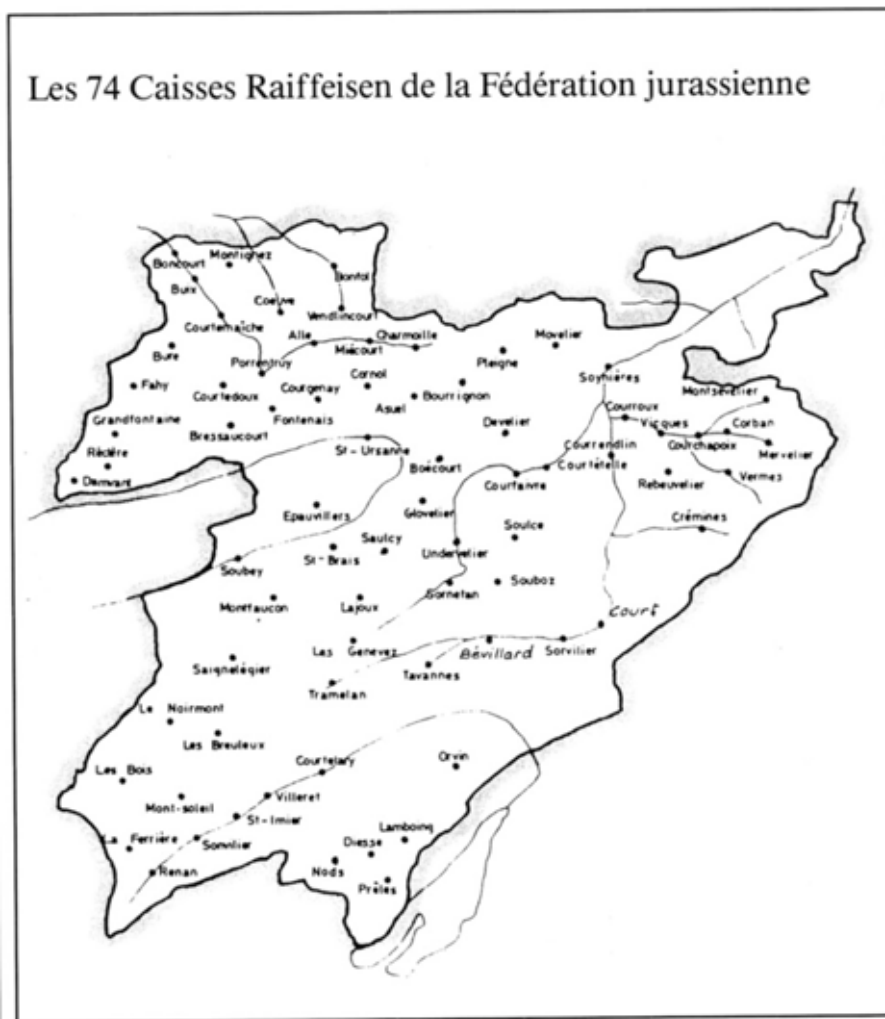 Les 74 Caisses Raiffeisen de la Fédération jurassienne
Boncourt
Montignez
Buix
Bonfol
Coeuve
Vendlincourt
Courtemaîche
Alle
Miécourt
Charmoille
Movelier
Bure
Porrentruy
Pleigne
Soyhières
Fahy
Courtedoux
Courgenay
Cornol
Asuel
Bourrignon
Montsevelier
Grandfontaine
Bressaucourt
Fontenais
Develier
Courroux
Vicques
Corban
Réclère
St-Ursanne
Boécourt
Courrendlin
Courtételle
Courchapoix
Mervelier
Damvant
Courfaivre
Rebeuvelier
Vermes
Epauvillers
Glovelier
Soulce
Crémines
Saulcy
Undervelier
Soubey
St-Brais
Sornetan
Souboz
Montfaucon
Lajoux
Court
Les Genevez
Bévillard
Sorvilier
Saignelégier
Tavannes
Tramelan
Le Noirmont
Les Breuleux
Courtelary
Orvin
Les Bois
Mont-soleil
Villeret
St-Imier
La Ferrière
Sonvilier
Lamboing
Diesse
Renan
Nods
Prêles